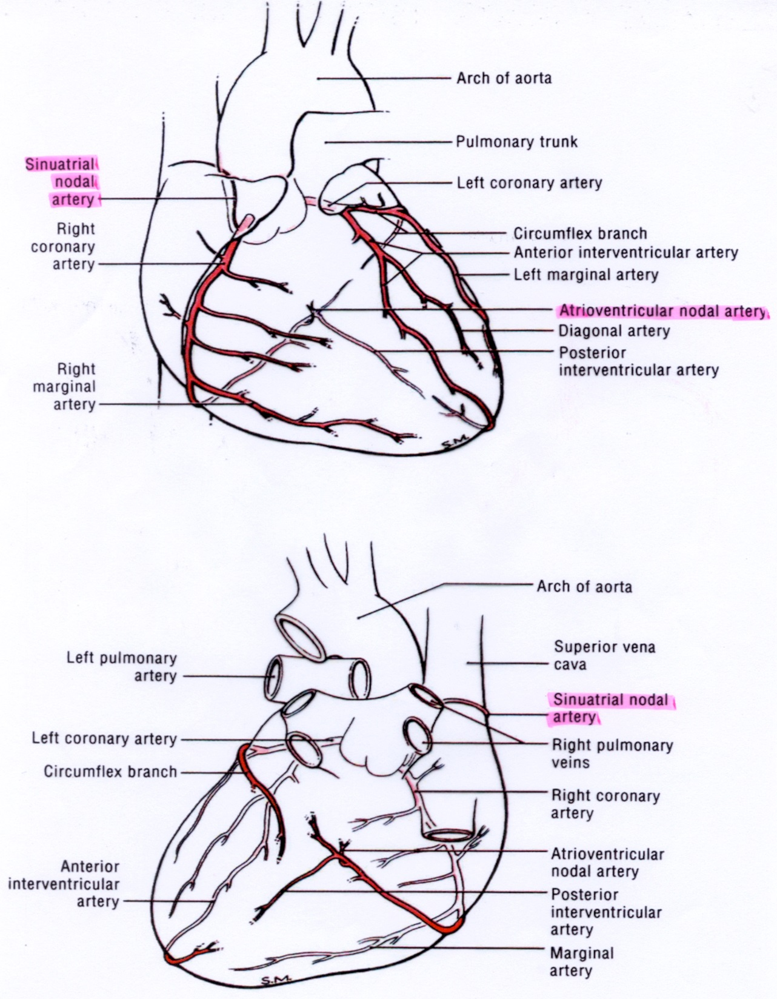 Arch of aorta
Pulmonary trunk
Sinuatrial
nodal
artery
Left coronary artery
Right
coronary
artery
Circumflex branch
Anterior interventricular artery
Left marginal artery
Atrioventricular nodal artery
Diagonal artery
Posterior
interventricular artery
Right
marginal
artery
S.M.
Arch of aorta
Left pulmonary
artery
Superior vena
cava
Sinuatrial nodal
artery
Left coronary artery
Right pulmonary
veins
Circumflex branch
Right coronary
artery
Anterior
interventricular
artery
Atrioventricular
nodal artery
Posterior
interventricular
artery
Marginal
artery
S.M.